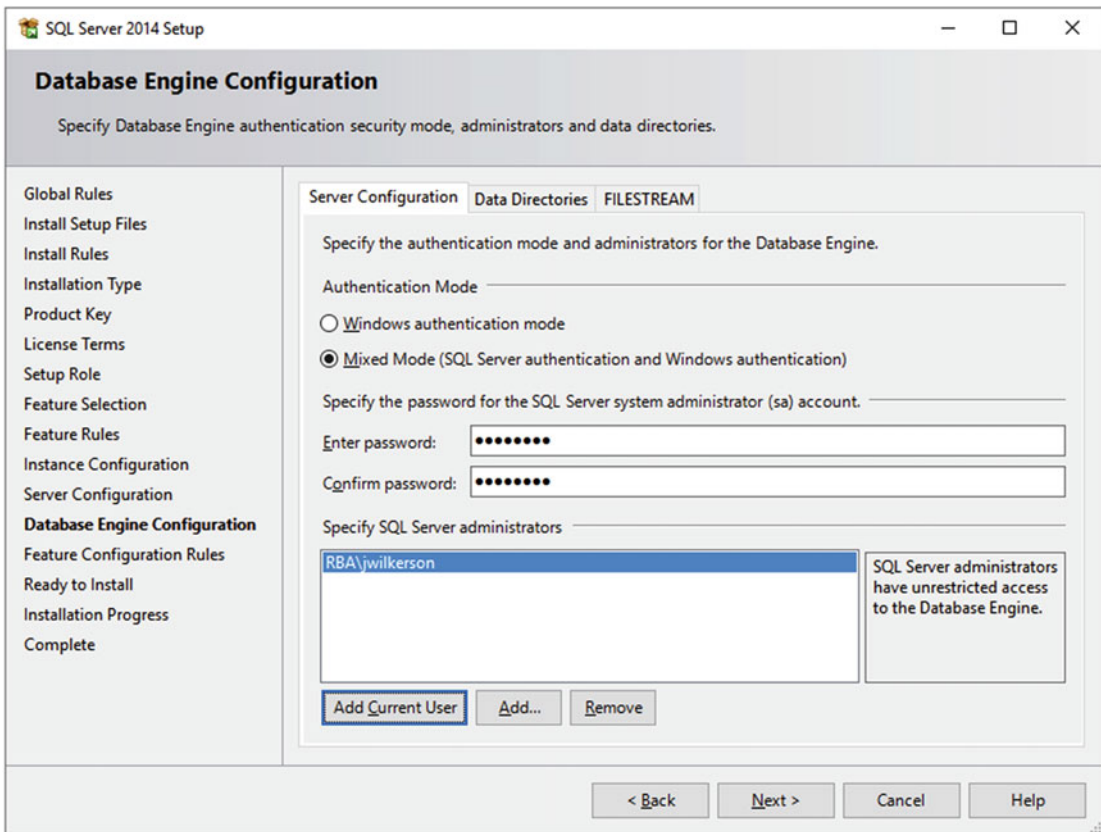 SQL Server 2014 Setup
Database Engine Configuration
Specify Database Engine authentication security mode, administrators and data directories.
Global Rules
Install Setup Files
Install Rules
Installation Type
Product Key
License Terms
Setup Role
Feature Selection
Feature Rules
Instance Configuration
Server Configuration
Database Engine Configuration
Feature Configuration Rules
Ready to Install
Installation Progress
Complete
Server Configuration Data Directories FILESTREAM
Specify the authentication mode and administrators for the Database Engine.
Authentication Mode
Windows authentication mode
Mixed Mode (SQL Server authentication and Windows authentication)
Specify the password for the SQL Server system administrator (sa) account.
Enter password: ●●●●●●●●
Confirm password: ●●●●●●●●
Specify SQL Server administrators
RBA\jwilkerson
SQL Server administrators
have unrestricted access
to the Database Engine.
Add Current User Add... Remove
< Back Next > Cancel Help